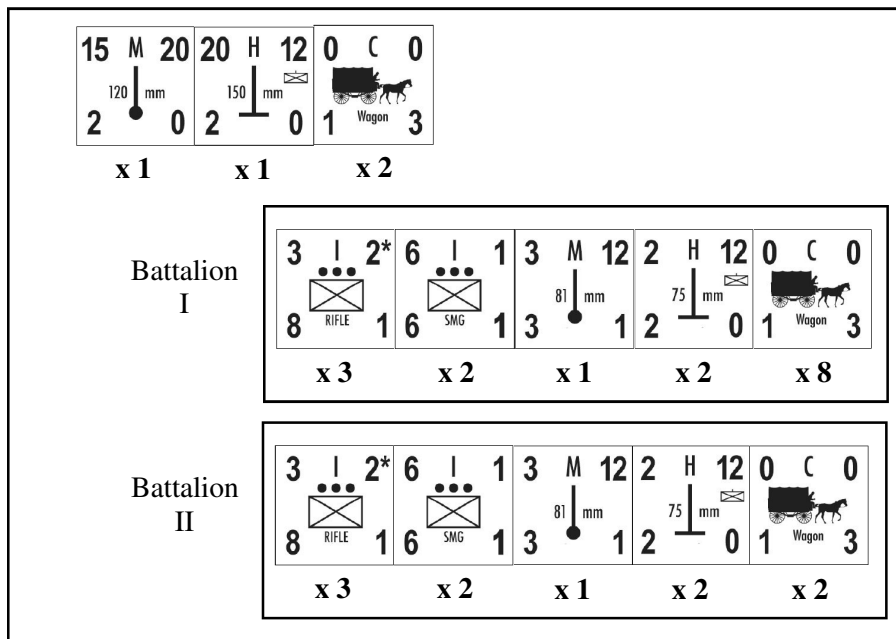 15 M 20 20 H 12 0 C 0
120 mm 150 mm
2 0 2 0 1 Wagon 3
x 1 x 1 x 2
Battalion
I
3 I 2* 6 I 1 3 M 12 2 H 12 0 C 0
81 mm 75 mm
8 RIFLE 1 6 SMG 1 3 1 2 0 1 Wagon 3
x 3 x 2 x 1 x 2 x 8
Battalion
II
3 I 2* 6 I 1 3 M 12 2 H 12 0 C 0
81 mm 75 mm
8 RIFLE 1 6 SMG 1 3 1 2 0 1 Wagon 3
x 3 x 2 x 1 x 2 x 2